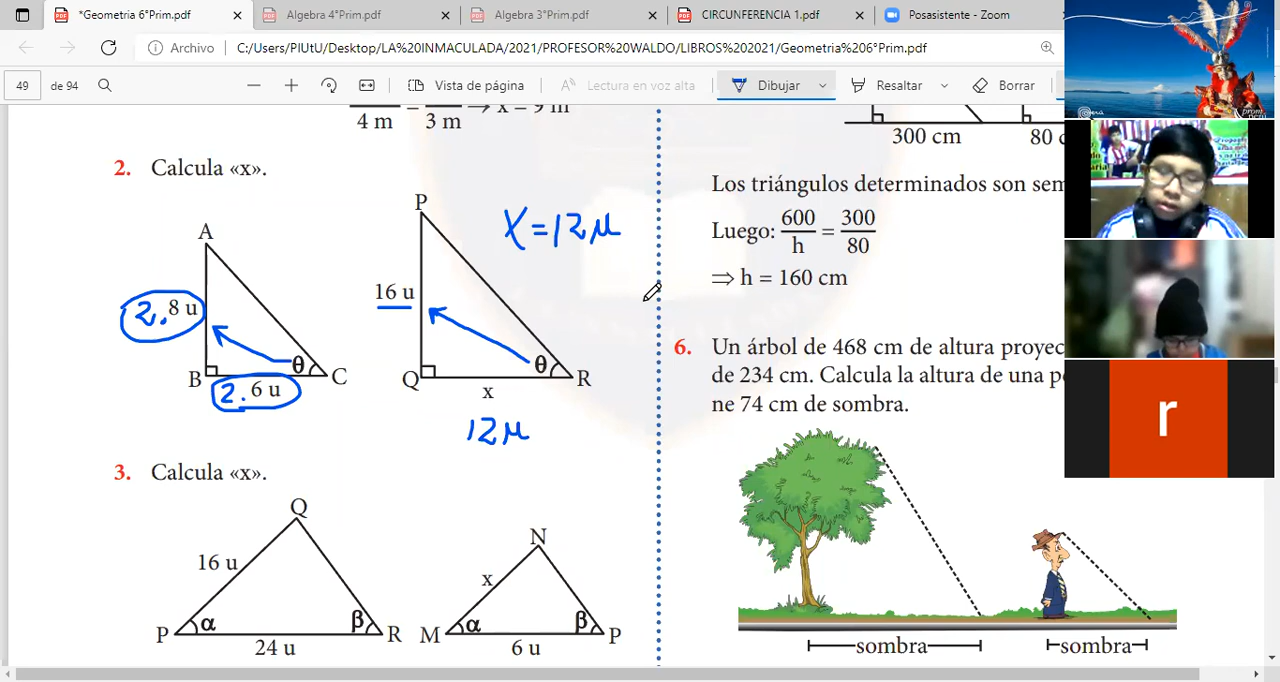 *Geometria 6°Prim.pdf
Algebra 4°Prim.pdf
Algebra 3°Prim.pdf
CIRCUNFERENCIA 1.pdf
Posasistente - Zoom
Archivo
C:/Users/PIUtU/Desktop/LA%20INMACULADA/2021/PROFESOR%20WALDO/LIBROS%202021/Geometria%206°Prim.pdf
49 de 94
Vista de página
Lectura en voz alta
Dibujar
Resaltar
Borrar
4 m = 3 m ⇒ x = 9 m
2. Calcula «x».
A
2. 8 u
B
2. 6 u
θ
C
P
X = 12 μ
16 u
Q
x
θ
R
12 μ
3. Calcula «x».
Q
16 u
P
α
β
R
24 u
N
x
M
α
β
P
6 u
300 cm
80 c
Los triángulos determinados son sem
Luego: 600/h = 300/80
⇒ h = 160 cm
6. Un árbol de 468 cm de altura proyec
de 234 cm. Calcula la altura de una p
ne 74 cm de sombra.
sombra
sombra
r